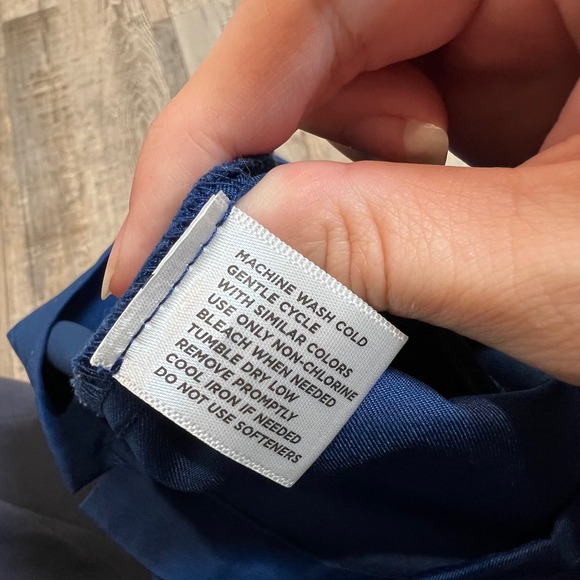 MACHINE WASH COLD
GENTLE CYCLE
WITH SIMILAR COLORS
USE ONLY NON-CHLORINE
BLEACH WHEN NEEDED
TUMBLE DRY LOW
REMOVE PROMPTLY
COOL IRON IF NEEDED
DO NOT USE SOFTENERS